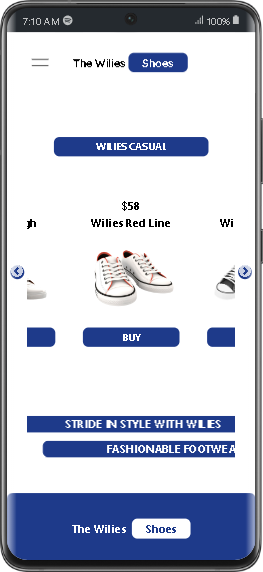 7:10 AM 100%
The Wilies Shoes
WILIES CASUAL
$58
gh Wilies Red Line Wi
BUY
STRIDE IN STYLE WITH WILIES
FASHIONABLE FOOTWEA
The Wilies Shoes